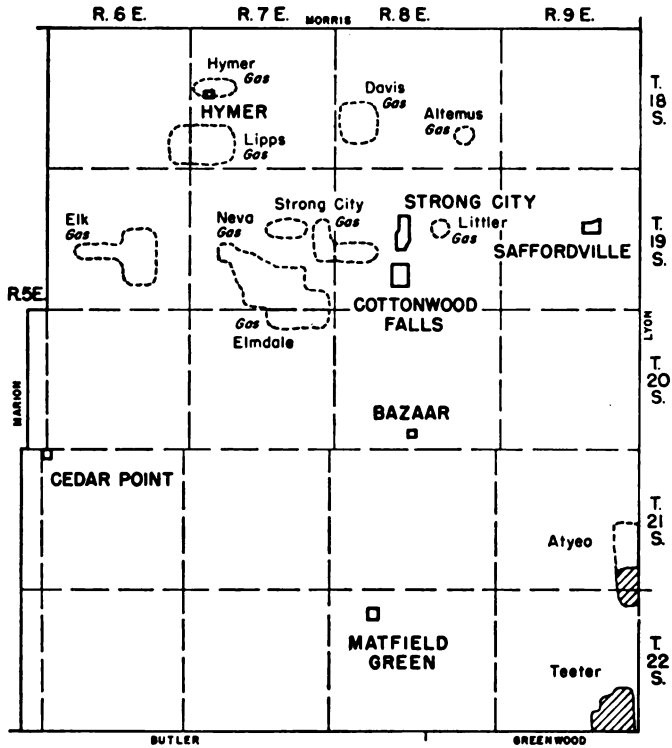 R. 6 E.
R. 7 E.
MORRIS
R. 8 E.
R. 9 E.
Hymer
Gas
HYMER
Lipps
Gas
Davis
Gas
Altemus
Gas
T.
18
S.
Elk
Gas
Neva
Gas
Strong City
Gas
STRONG CITY
Littler
Gas
SAFFORDVILLE
T.
19
S.
R.5E.
COTTONWOOD
FALLS
Gas
Elmdale
LYON
MARION
T.
20
S.
BAZAAR
CEDAR POINT
Atyeo
T.
21
S.
MATFIELD
GREEN
Teeter
T.
22
S.
BUTLER
GREENWOOD